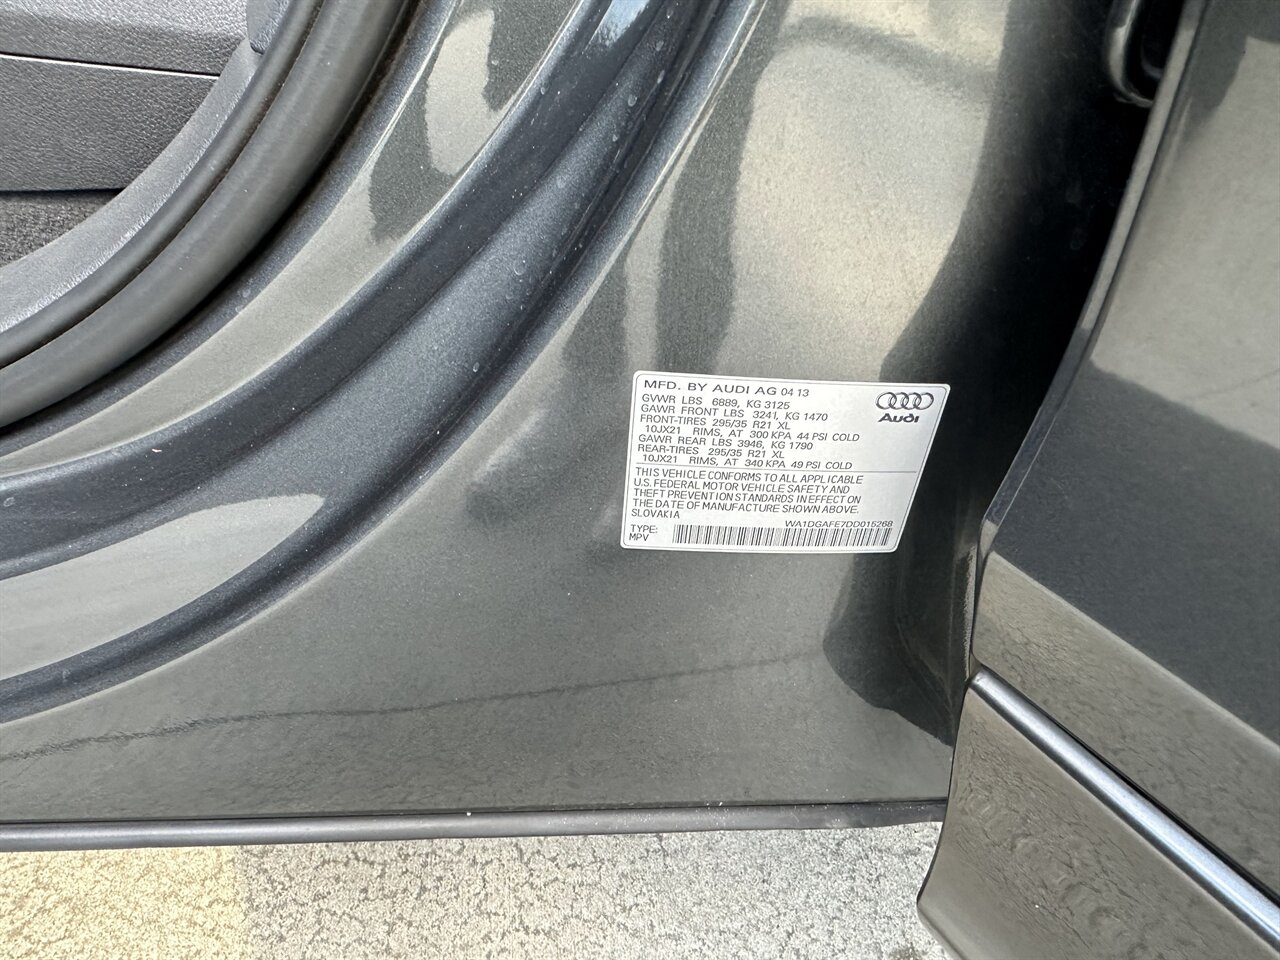 MFD. BY AUDI AG 04 13
GVWR LBS 6889, KG 3125
GAWR FRONT LBS 3241, KG 1470
FRONT-TIRES 295/35 R21 XL
10JX21 RIMS, AT 300 KPA 44 PSI COLD
GAWR REAR LBS 3946, KG 1790
REAR-TIRES 295/35 R21 XL
10JX21 RIMS, AT 340 KPA 49 PSI COLD
Audi
THIS VEHICLE CONFORMS TO ALL APPLICABLE
U.S. FEDERAL MOTOR VEHICLE SAFETY AND
THEFT PREVENTION STANDARDS IN EFFECT ON
THE DATE OF MANUFACTURE SHOWN ABOVE.
SLOVAKIA
WA1DGAFE7DD015268
TYPE:
MPV